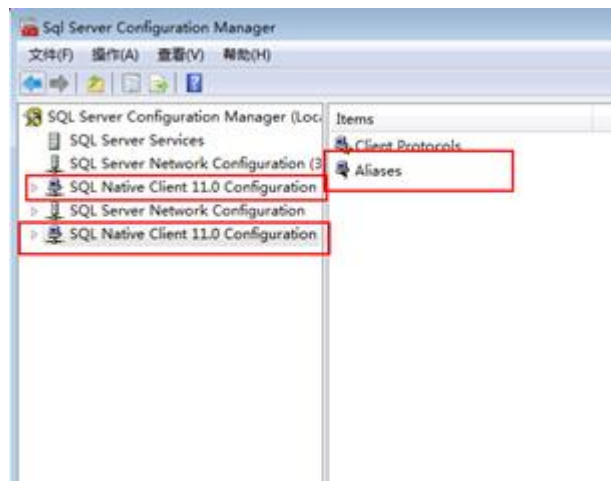 Sql Server Configuration Manager
文件(F) 操作(A) 查看(V) 帮助(H)
SQL Server Configuration Manager (Loc
SQL Server Services
SQL Server Network Configuration (3
SQL Native Client 11.0 Configuration
SQL Server Network Configuration
SQL Native Client 11.0 Configuration
Items
Client Protocols
Aliases